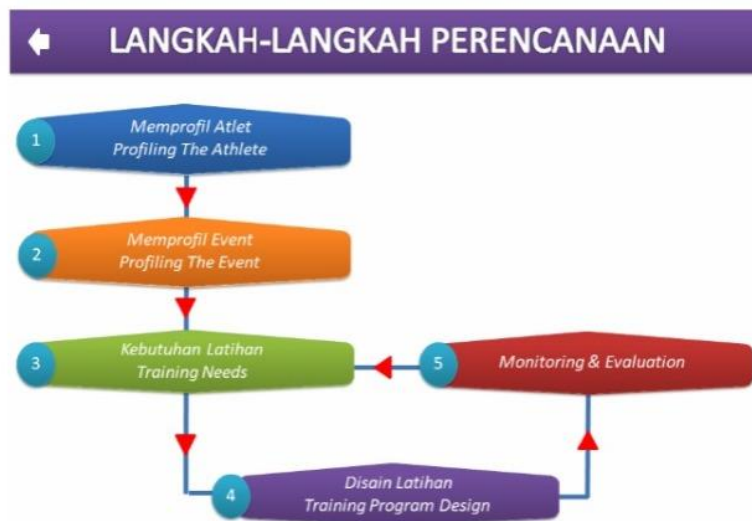 LANGKAH-LANGKAH PERENCANAAN
1
Memprofil Atlet
Profiling The Athlete
2
Memprofil Event
Profiling The Event
3
Kebutuhan Latihan
Training Needs
5
Monitoring & Evaluation
4
Disain Latihan
Training Program Design